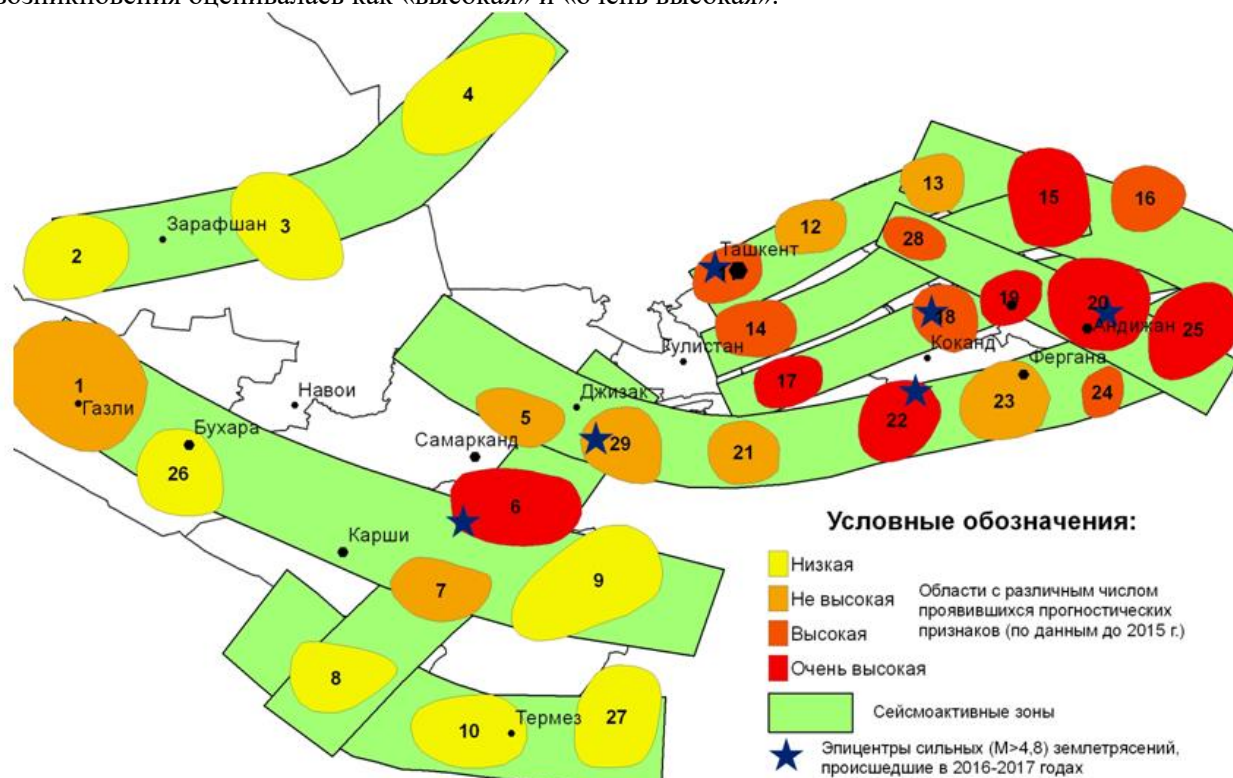 возникновения оценивалась как «высокая» и «очень высокая».
4
13
15
16
Зарафшан
3
12
2
28
Ташкент
20
19
18
14
Андижан
25
Гулистан
Коканд
Фергана
17
1
Газли
Навои
Джизак
24
23
5
22
Бухара
Самарканд
29
21
26
6
Условные обозначения:
Карши
Низкая
9
7
Не высокая
Области с различным числом
проявившихся прогностических
признаков (по данным до 2015 г.)
Высокая
Очень высокая
8
Сейсмоактивные зоны
27
10
Термез
Эпицентры сильных (М>4,8) землетрясений,
происшедшие в 2016-2017 годах